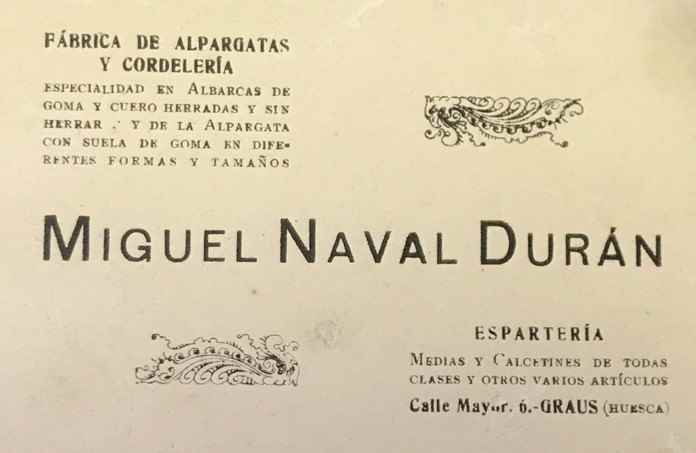 FÁBRICA DE ALPARGATAS
Y CORDELERÍA
ESPECIALIDAD EN ALBARCAS DE
GOMA Y CUERO HERRADAS Y SIN
HERRAR ∴ Y DE LA ALPARGATA
CON SUELA DE GOMA EN DIFE-
RENTES FORMAS Y TAMAÑOS
MIGUEL NAVAL DURÁN
ESPARTERÍA
MEDIAS Y CALCETINES DE TODAS
CLASES Y OTROS VARIOS ARTÍCULOS
Calle Mayor. 6.-GRAUS (HUESCA)